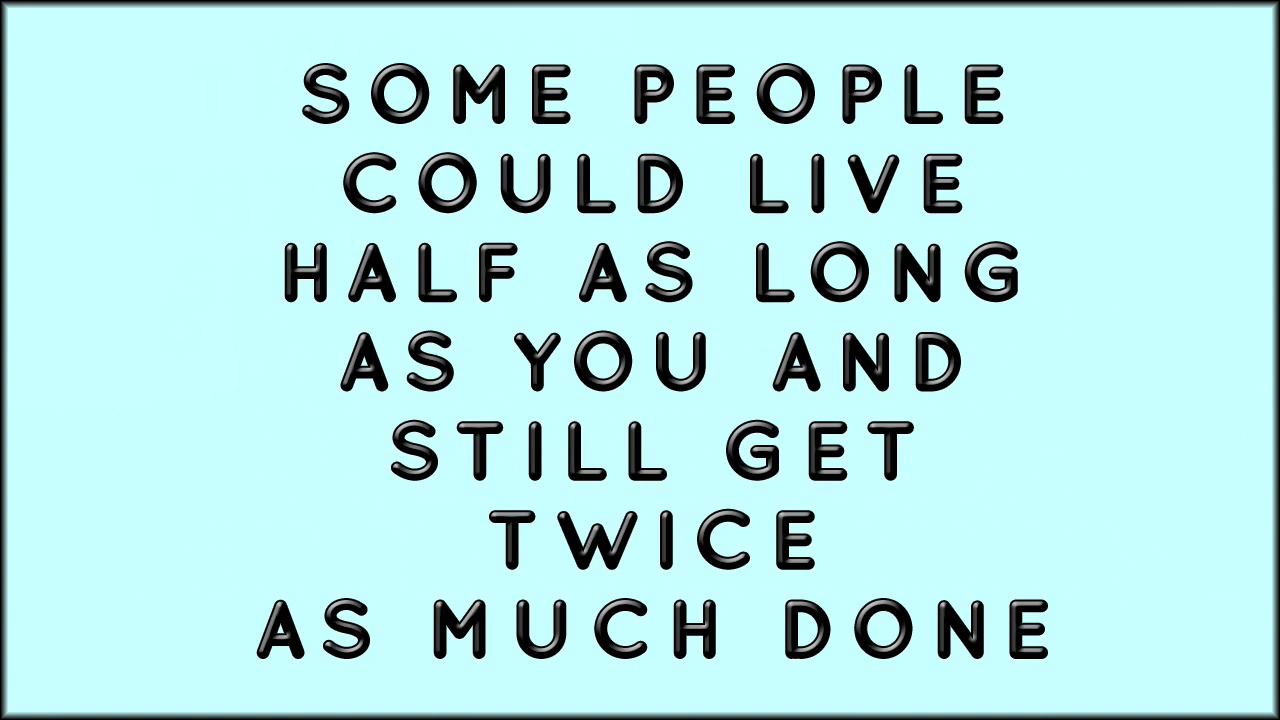 SOME PEOPLE
COULD LIVE
HALF AS LONG
AS YOU AND
STILL GET
TWICE
AS MUCH DONE